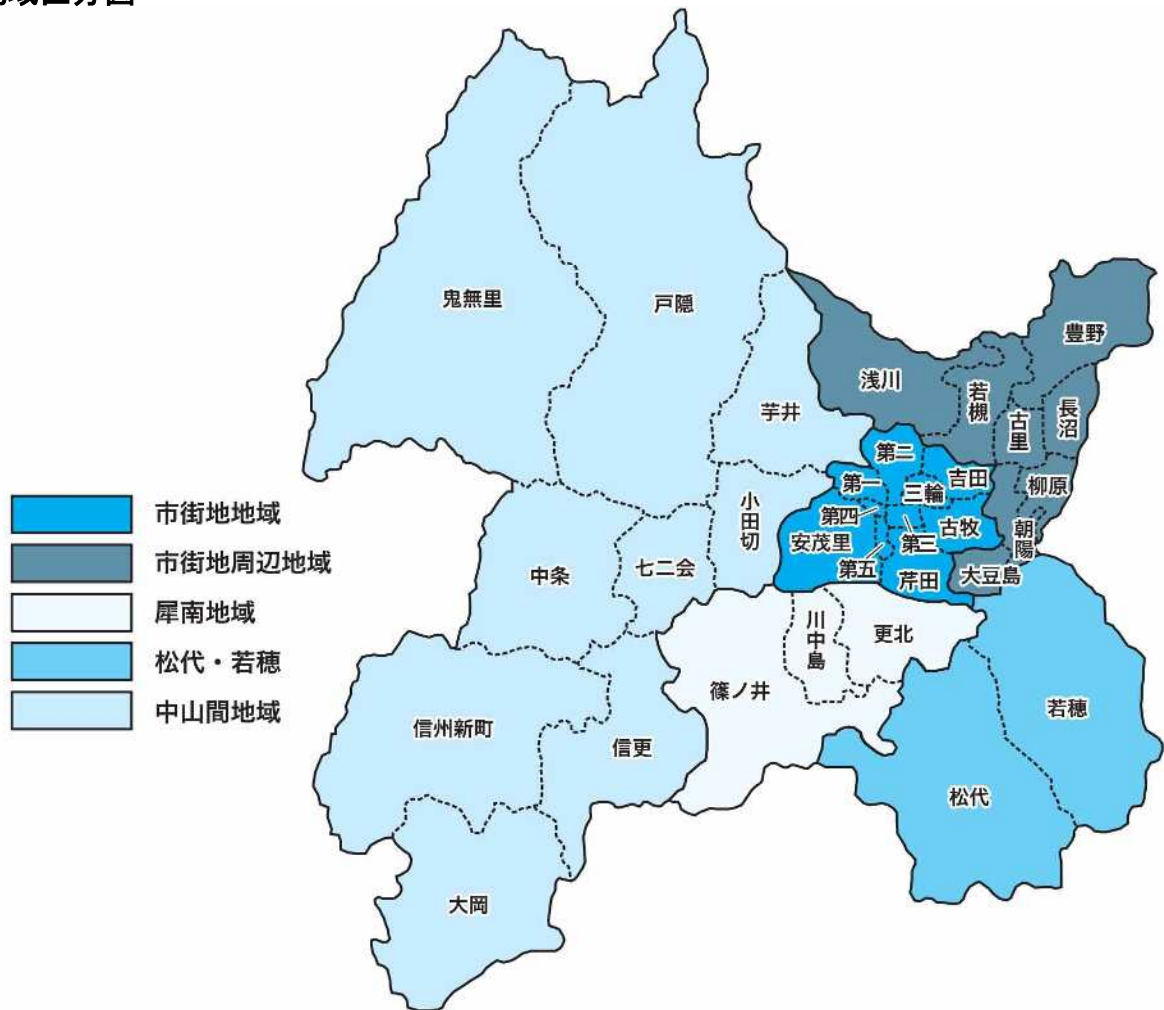 鬼無里
戸隠
豊野
浅川
若槻
芋井
長沼
古里
第二
吉田
柳原
第一
三輪
小田切
第四
古牧
朝陽
安茂里
第三
七二会
中条
第五
芹田
大豆島
川中島
更北
篠ノ井
若穂
信州新町
信更
松代
大岡
市街地地域
市街地周辺地域
犀南地域
松代・若穂
中山間地域